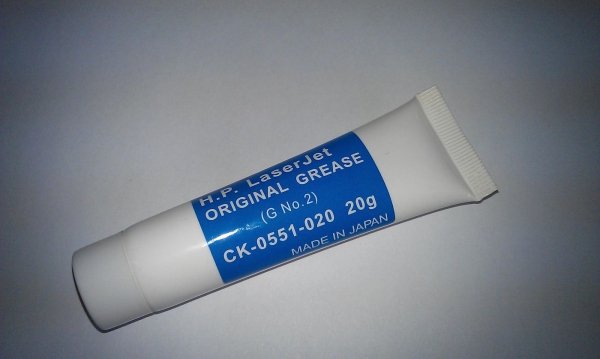 H.P. LaserJet
ORIGINAL GREASE
(G No.2)
CK-0551-020 20g
MADE IN JAPAN